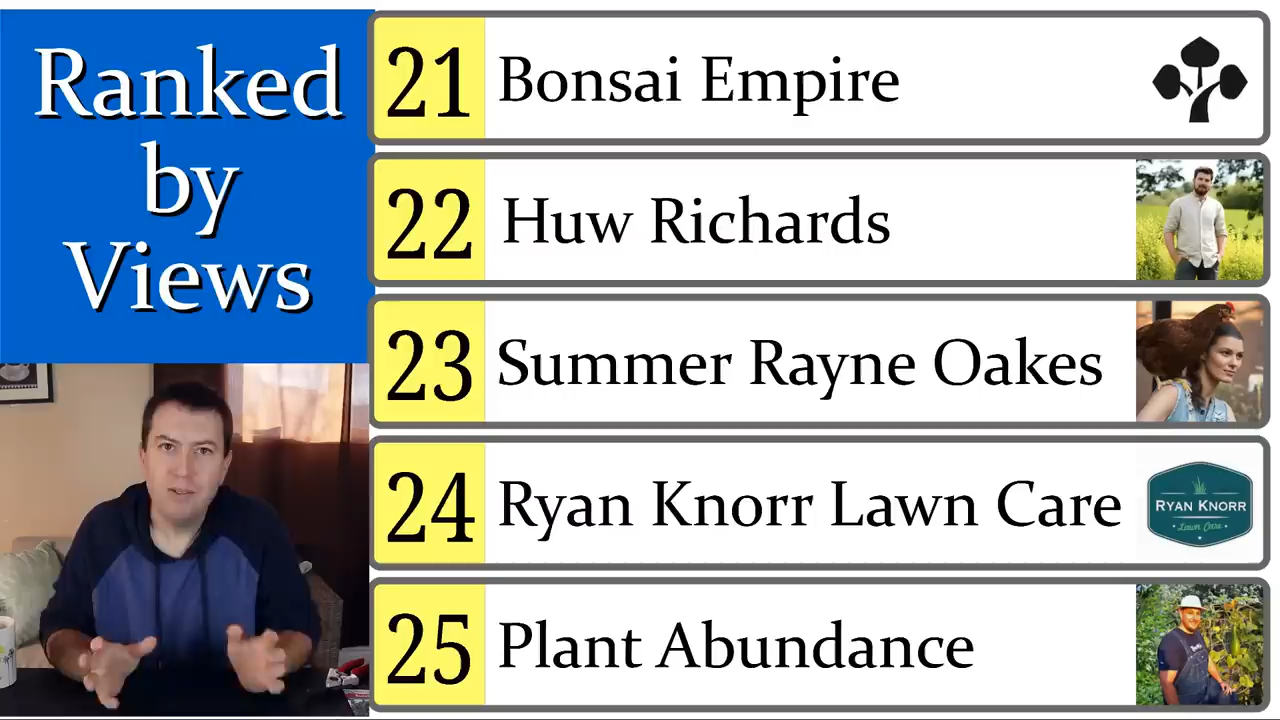 Ranked
by
Views
21 Bonsai Empire
22 Huw Richards
23 Summer Rayne Oakes
24 Ryan Knorr Lawn Care
RYAN KNORR
Lawn Care
25 Plant Abundance